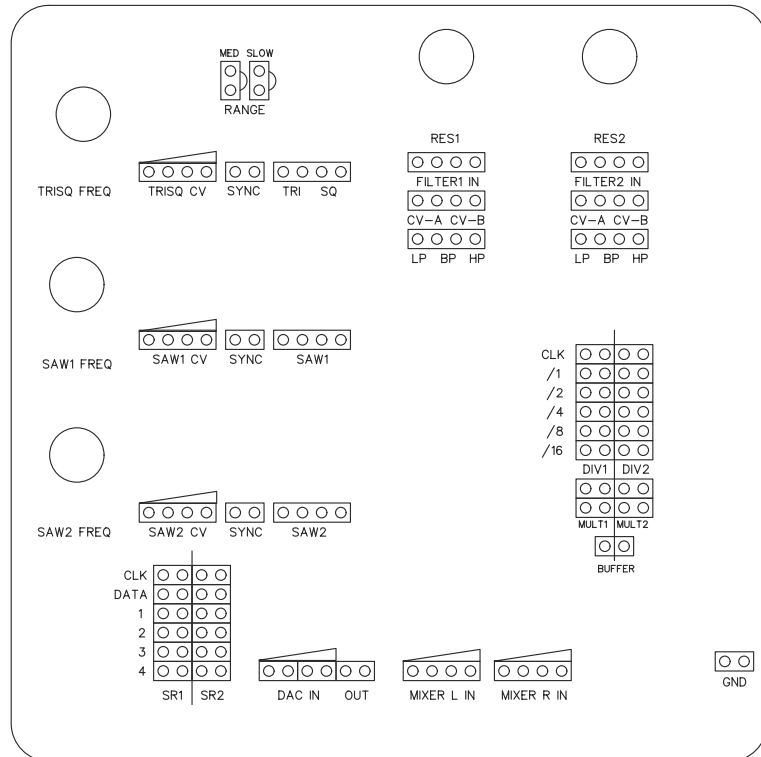 MED SLOW
RANGE
RES1 RES2
TRISQ FREQ TRISQ CV SYNC TRI SQ FILTER1 IN FILTER2 IN
CV-A CV-B CV-A CV-B
LP BP HP LP BP HP
SAW1 FREQ SAW1 CV SYNC SAW1
CLK
/1
/2
/4
/8
/16
DIV1 DIV2
MULT1 MULT2
SAW2 FREQ SAW2 CV SYNC SAW2
BUFFER
CLK
DATA
1
2
3
4
SR1 SR2 DAC IN OUT MIXER L IN MIXER R IN
GND